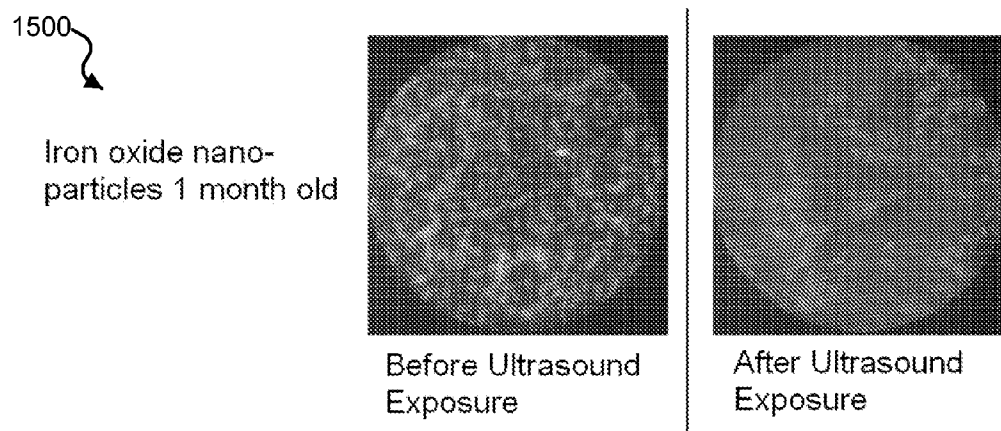 1500
Iron oxide nano-
particles 1 month old
Before Ultrasound
Exposure
After Ultrasound
Exposure